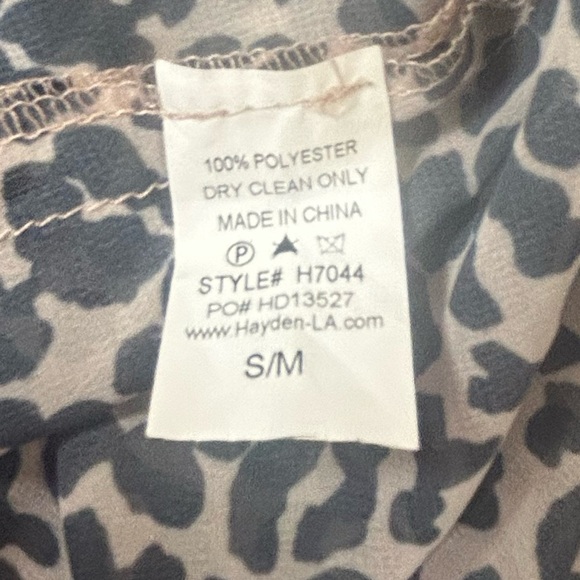 100% POLYESTER
DRY CLEAN ONLY
MADE IN CHINA
P
STYLE# H7044
PO# HD13527
www.Hayden-LA.com
S/M